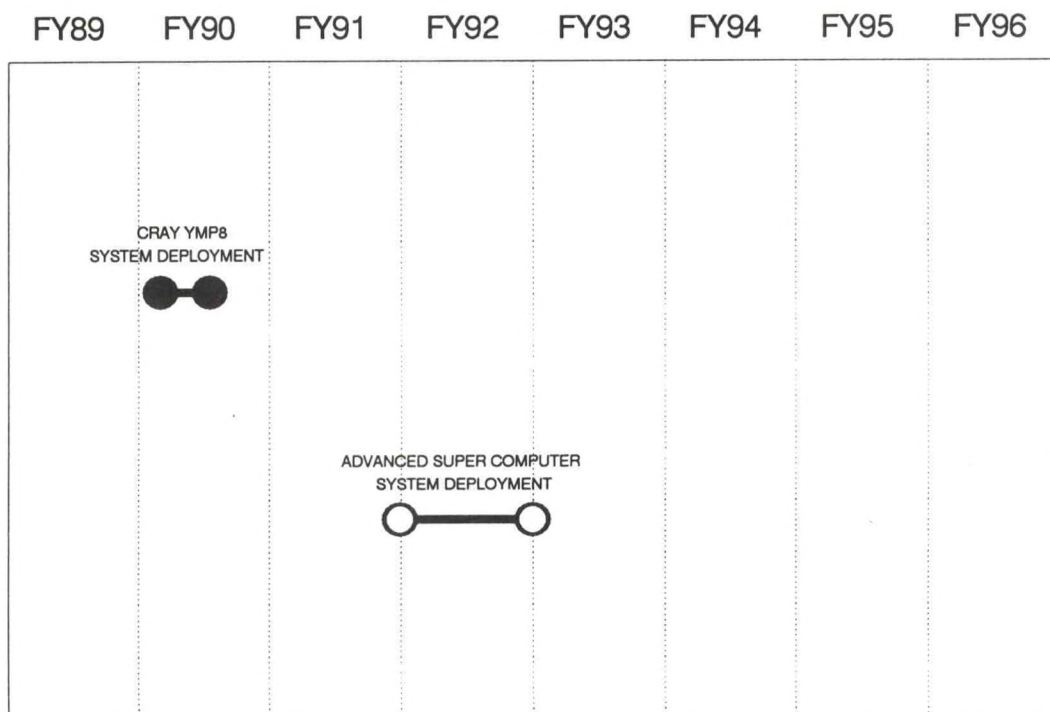 FY89 FY90 FY91 FY92 FY93 FY94 FY95 FY96
CRAY YMP8
SYSTEM DEPLOYMENT
ADVANCED SUPER COMPUTER
SYSTEM DEPLOYMENT